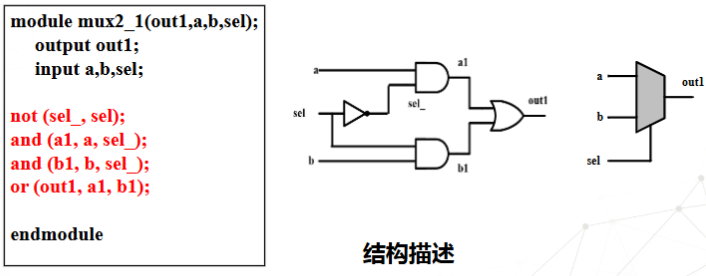 module mux2_1(out1,a,b,sel);
output out1;
input a,b,sel;
not (sel_, sel);
and (a1, a, sel_);
and (b1, b, sel_);
or (out1, a1, b1);
endmodule
a
sel
b
sel_
a1
b1
out1
a
b
sel
out1
结构描述